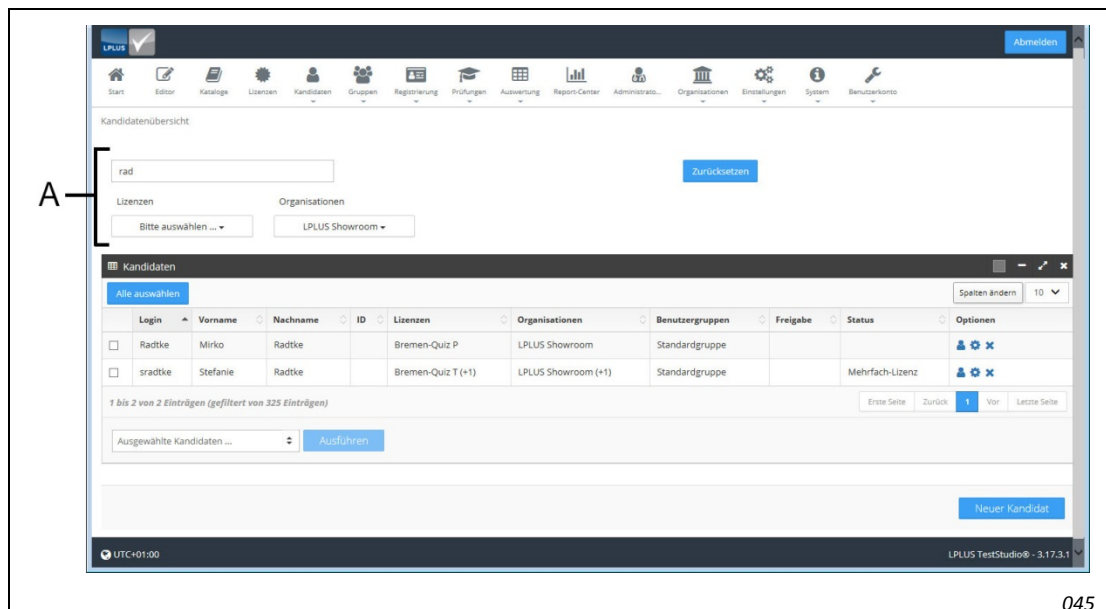 LPLUS
Abmelden
Start Editor Kataloge Lizenzen Kandidaten Gruppen Registrierung Prüfungen Auswertung Report-Center Administrato... Organisationen Einstellungen System Benutzerkonto
Kandidatenübersicht
A
rad
Zurücksetzen
Lizenzen Organisationen
Bitte auswählen ... LPLUS Showroom
Kandidaten
Alle auswählen Spalten ändern 10
Login Vorname Nachname ID Lizenzen Organisationen Benutzergruppen Freigabe Status Optionen
Radtke Mirko Radtke Bremen-Quiz P LPLUS Showroom Standardgruppe
sradtke Stefanie Radtke Bremen-Quiz T (+1) LPLUS Showroom (+1) Standardgruppe Mehrfach-Lizenz
1 bis 2 von 2 Einträgen (gefiltert von 325 Einträgen) Erste Seite Zurück 1 Vor Letzte Seite
Ausgewählte Kandidaten ... Ausführen
Neuer Kandidat
UTC+01:00 LPLUS TestStudio® - 3.17.3.1
045